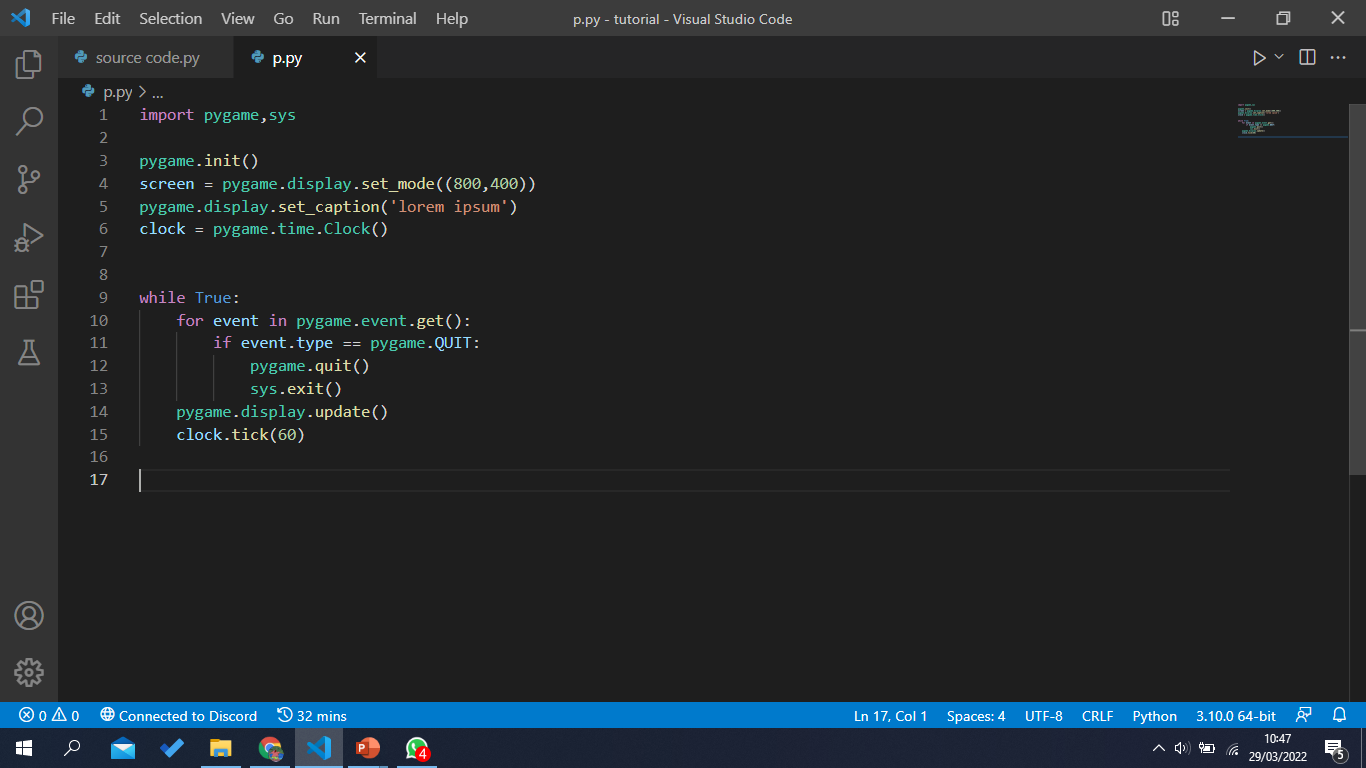 File Edit Selection View Go Run Terminal Help p.py - tutorial - Visual Studio Code
source code.py p.py
p.py > ...
1 import pygame,sys
2
3 pygame.init()
4 screen = pygame.display.set_mode((800,400))
5 pygame.display.set_caption('lorem ipsum')
6 clock = pygame.time.Clock()
7
8
9 while True:
10     for event in pygame.event.get():
11         if event.type == pygame.QUIT:
12             pygame.quit()
13             sys.exit()
14     pygame.display.update()
15     clock.tick(60)
16
17
0 0 Connected to Discord 32 mins Ln 17, Col 1 Spaces: 4 UTF-8 CRLF Python 3.10.0 64-bit
4 10:47
29/03/2022 5